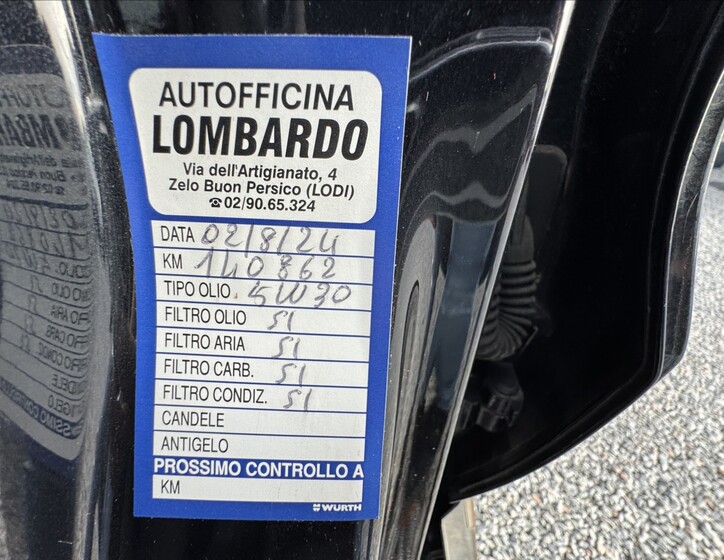 AUTOFFICINA
LOMBARDO
Via dell'Artigianato, 4
Zelo Buon Persico (LODI)
☎02/90.65.324
DATA 02/8/24
KM 140862
TIPO OLIO 5W30
FILTRO OLIO SI
FILTRO ARIA SI
FILTRO CARB. SI
FILTRO CONDIZ. SI
CANDELE
ANTIGELO
PROSSIMO CONTROLLO A
KM
WÜRTH